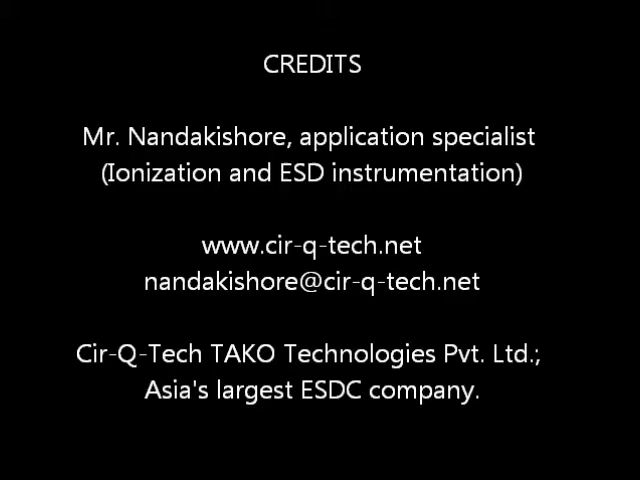 CREDITS
Mr. Nandakishore, application specialist
(Ionization and ESD instrumentation)
www.cir-q-tech.net
nandakishore@cir-q-tech.net
Cir-Q-Tech TAKO Technologies Pvt. Ltd.;
Asia's largest ESDC company.